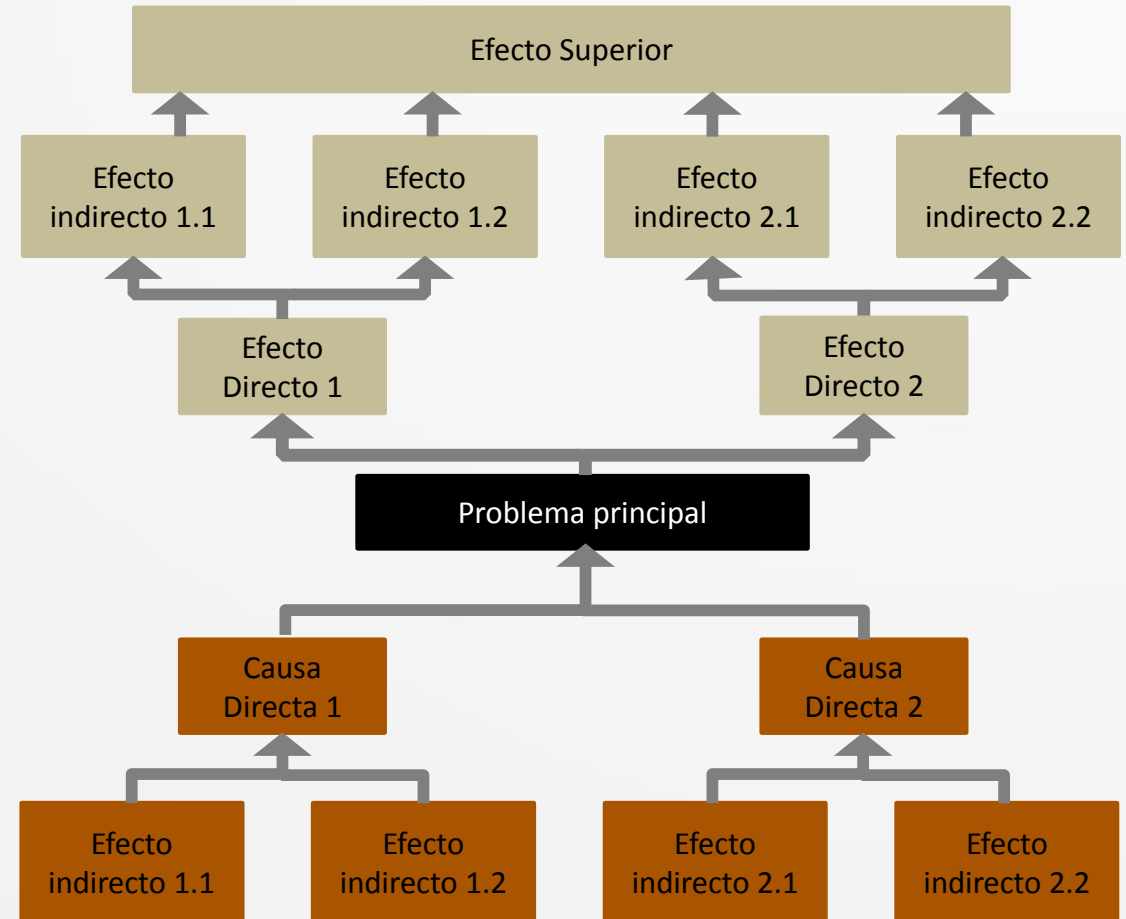 Efecto Superior
Efecto
indirecto 1.1
Efecto
indirecto 1.2
Efecto
indirecto 2.1
Efecto
indirecto 2.2
Efecto
Directo 1
Efecto
Directo 2
Problema principal
Causa
Directa 1
Causa
Directa 2
Efecto
indirecto 1.1
Efecto
indirecto 1.2
Efecto
indirecto 2.1
Efecto
indirecto 2.2